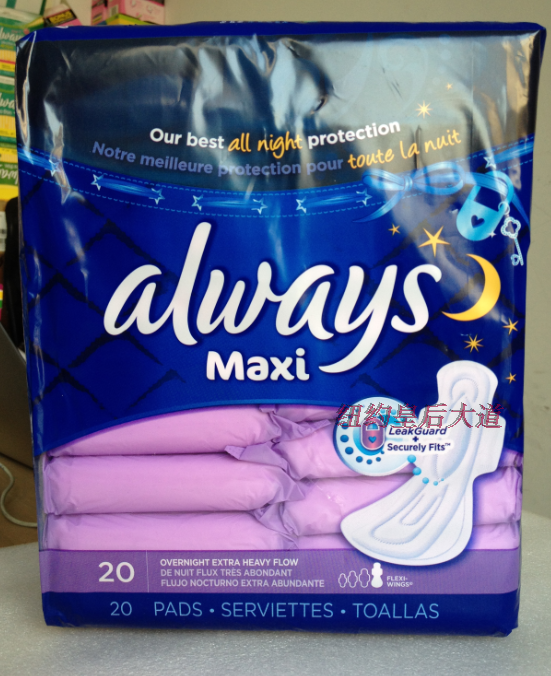 Our best all night protection
Notre meilleure protection pour toute la nuit
always
Maxi
纽约皇后大道
LeakGuard
+
Securely Fits™
20
OVERNIGHT EXTRA HEAVY FLOW
DE NUIT FLUX TRÈS ABONDANT
FLUJO NOCTURNO EXTRA ABUNDANTE
FLEXI-
WINGS®
20 PADS • SERVIETTES • TOALLAS